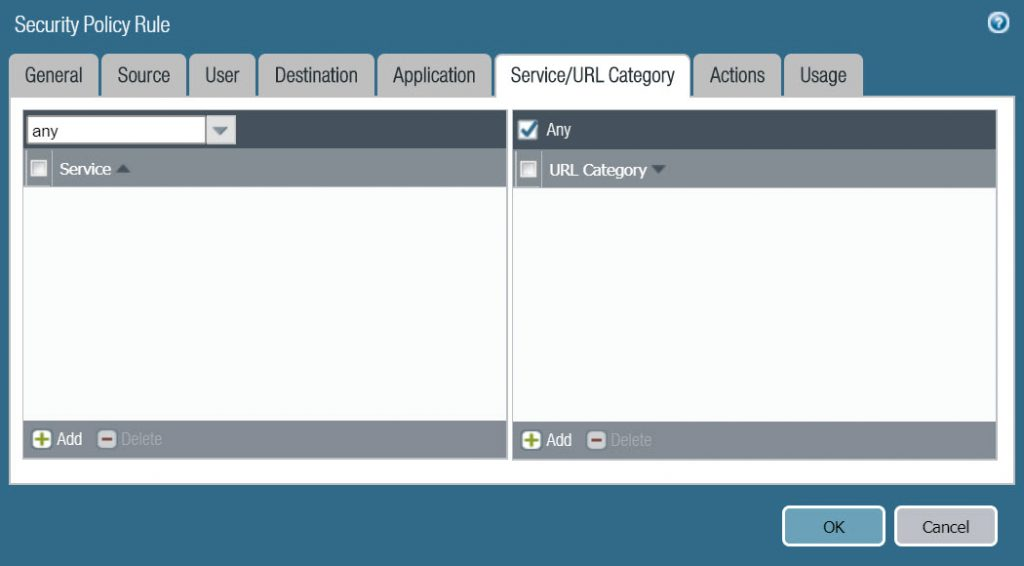 Security Policy Rule
General Source User Destination Application Service/URL Category Actions Usage
any Any
Service URL Category
Add Delete Add Delete
OK Cancel